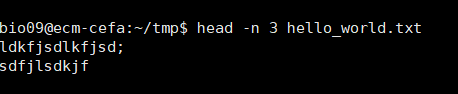 bio09@ecm-cefa:~/tmp$ head -n 3 hello_world.txt
ldkfjsdlkfjsd;
sdfjlsdkjf